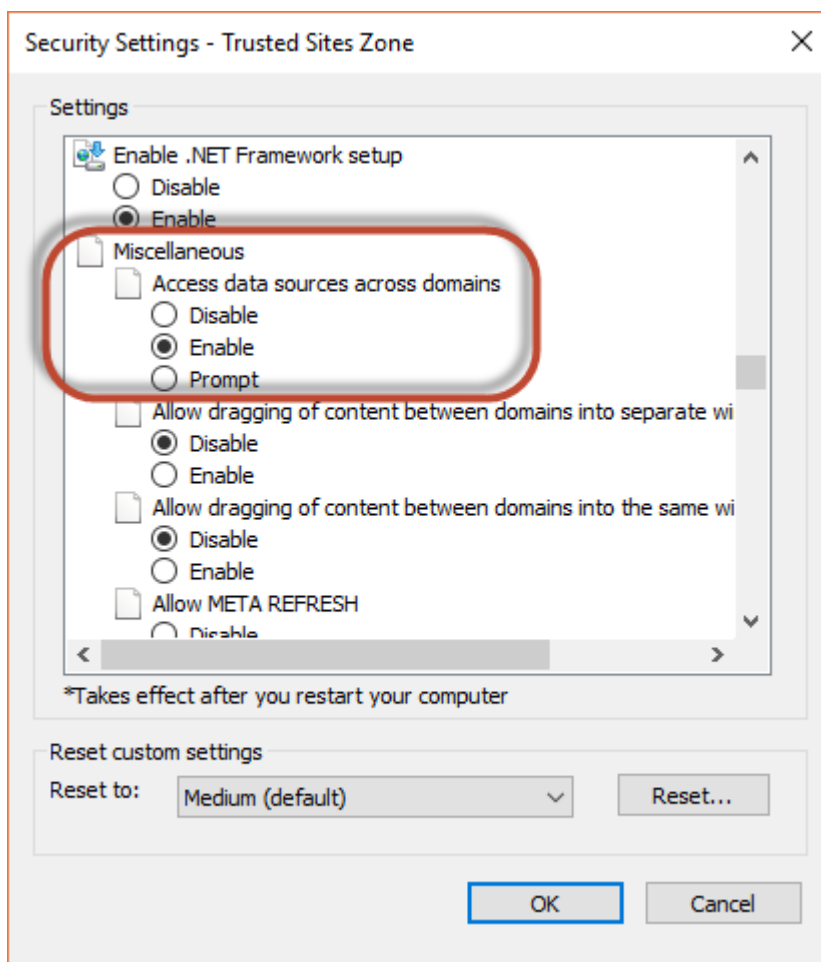 Security Settings - Trusted Sites Zone
Settings
Enable .NET Framework setup
Disable
Enable
Miscellaneous
Access data sources across domains
Disable
Enable
Prompt
Allow dragging of content between domains into separate wi
Disable
Enable
Allow dragging of content between domains into the same wi
Disable
Enable
Allow META REFRESH
Disable
*Takes effect after you restart your computer
Reset custom settings
Reset to:
Medium (default)
Reset...
OK
Cancel